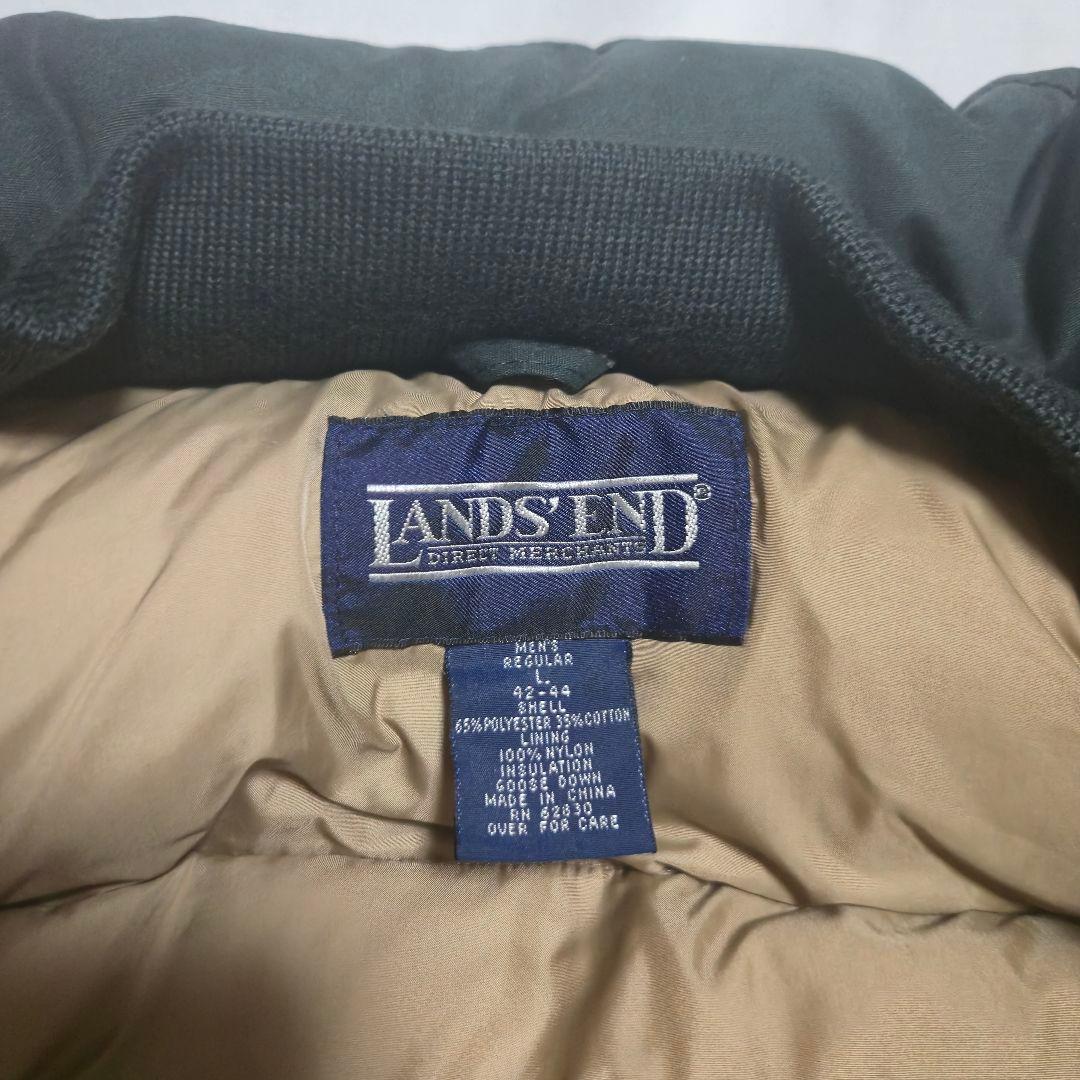 LANDS' END®
DIRECT MERCHANTS
MEN'S
REGULAR
L.
42-44
SHELL
65% POLYESTER 35% COTTON
LINING
100% NYLON
INSULATION
GOOSE DOWN
MADE IN CHINA
RN 62830
OVER FOR CARE